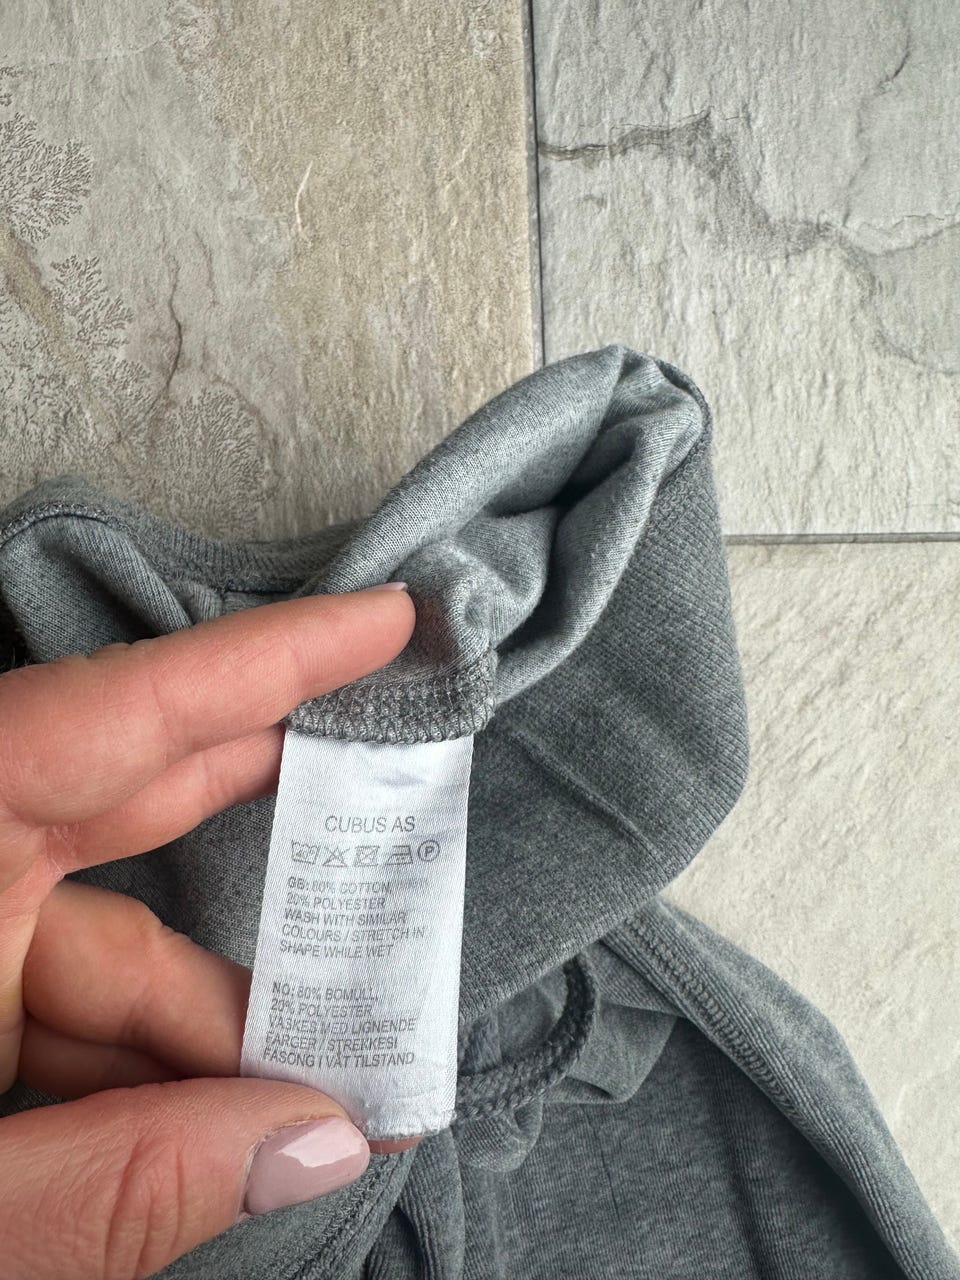 CUBUS AS
P
GB: 80% COTTON,
20% POLYESTER
WASH WITH SIMILAR
COLOURS / STRETCH IN
SHAPE WHILE WET
NO: 80% BOMULL,
20% POLYESTER
VASKES MED LIGNENDE
FARGER / STREKKES I
FASONG I VÅT TILSTAND